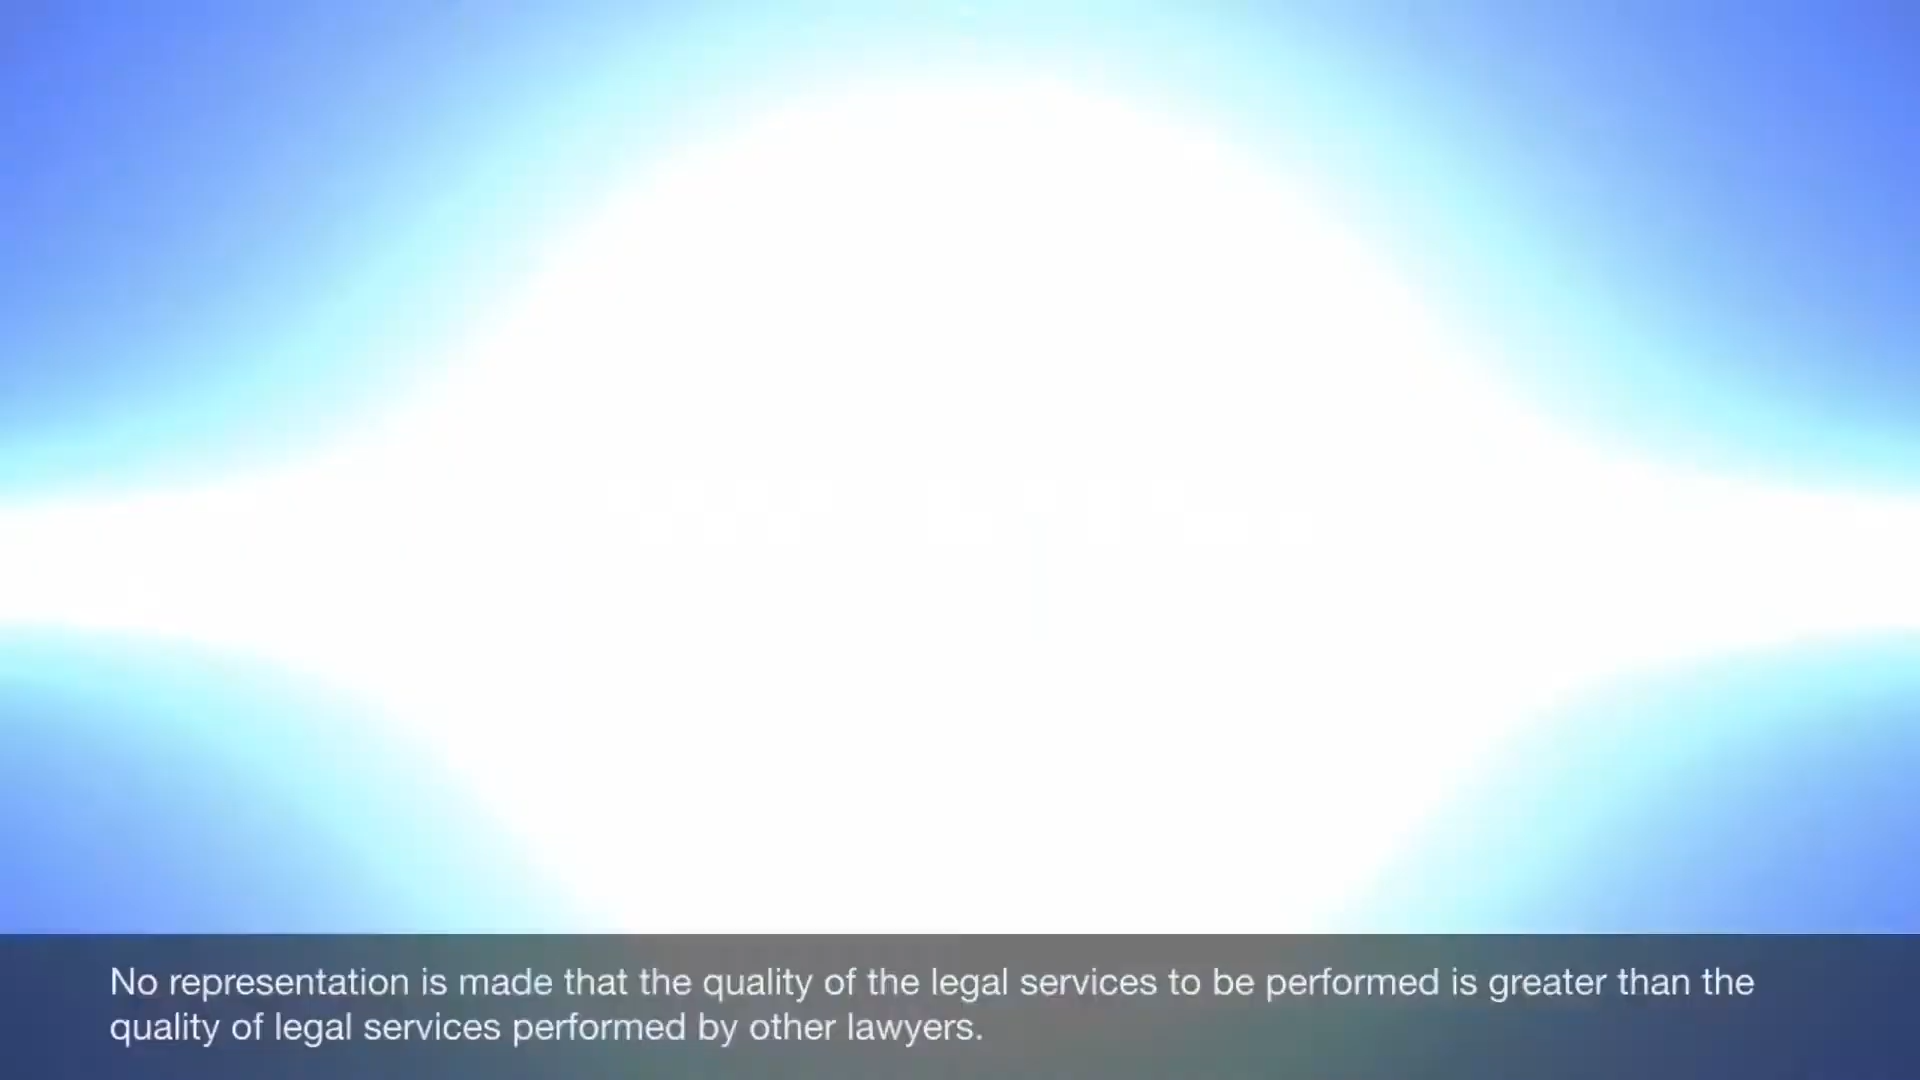 No representation is made that the quality of the legal services to be performed is greater than the
quality of legal services performed by other lawyers.